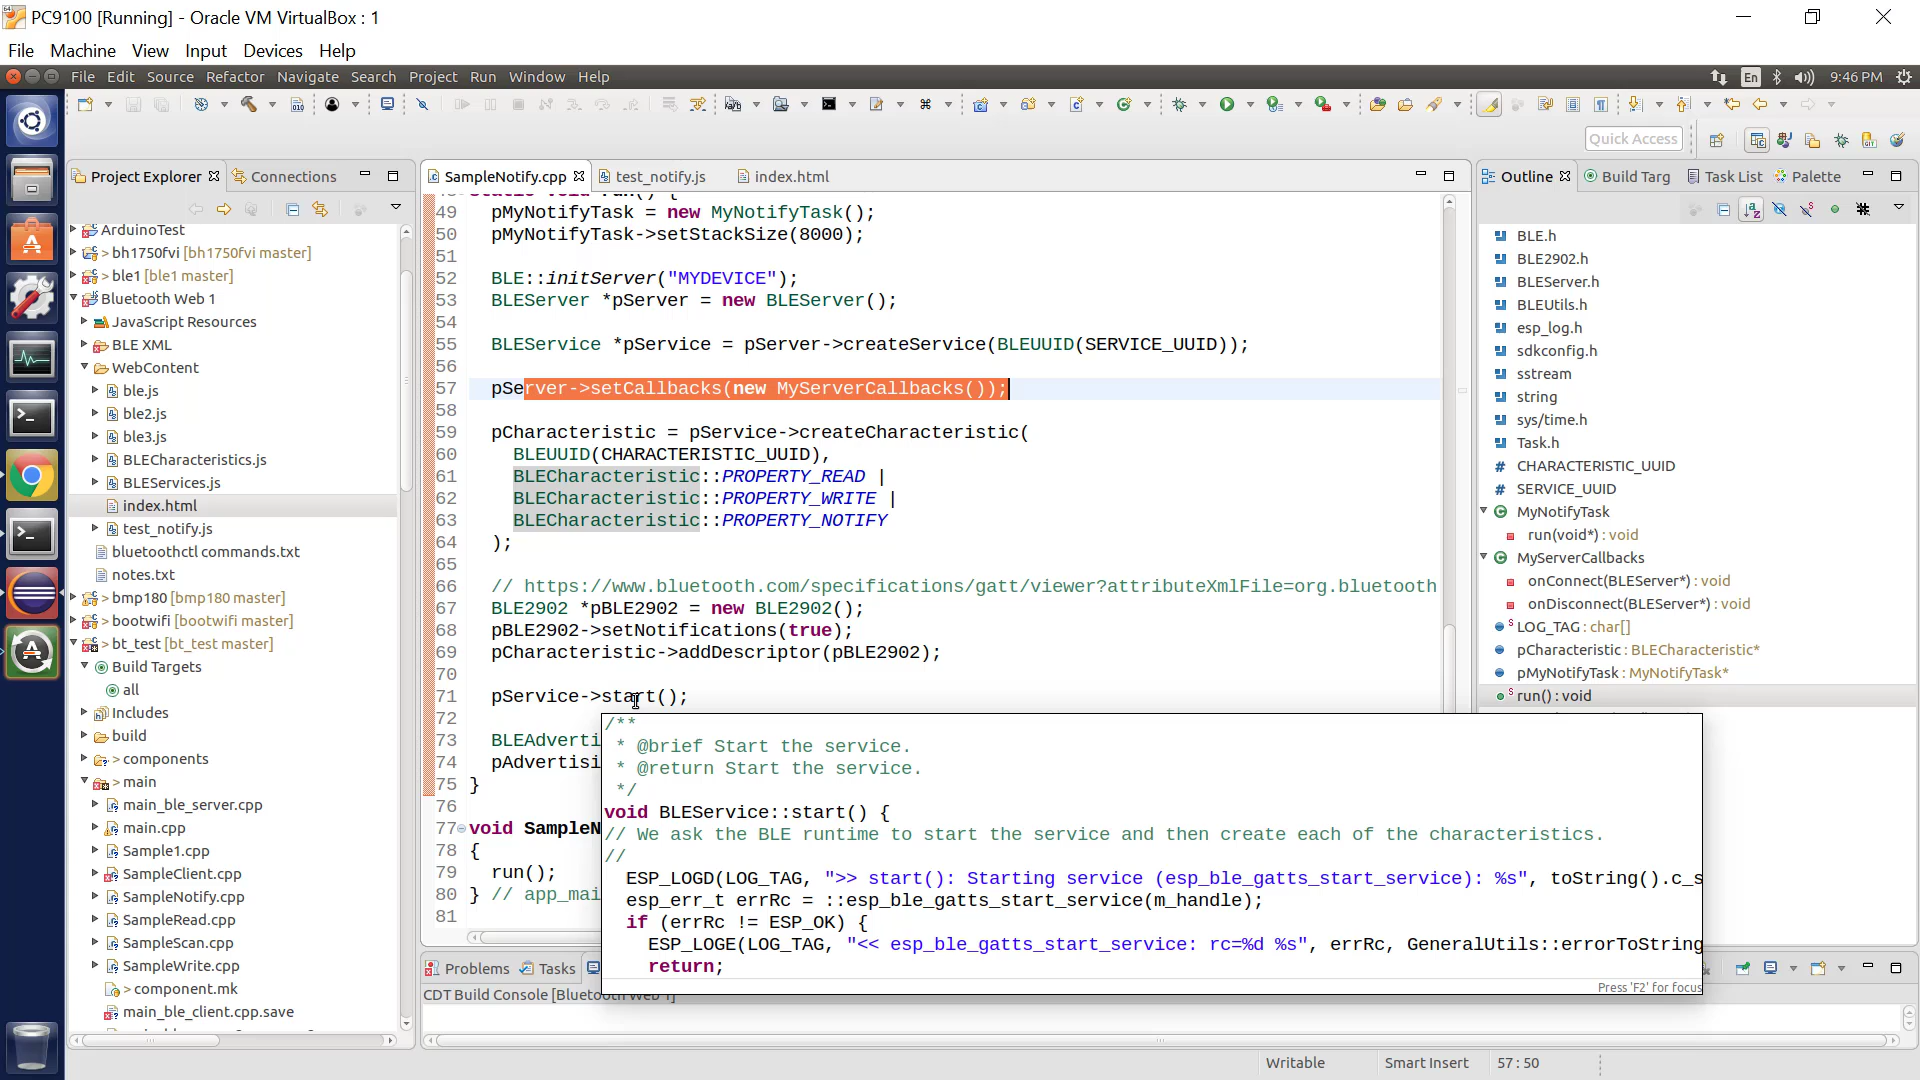 PC9100 [Running] - Oracle VM VirtualBox : 1
File Machine View Input Devices Help
File Edit Source Refactor Navigate Search Project Run Window Help
En 9:46 PM
Quick Access
Project Explorer
Connections
SampleNotify.cpp
test_notify.js
index.html
Outline
Build Targ
Task List
Palette
ArduinoTest
> bh1750fvi [bh1750fvi master]
> ble1 [ble1 master]
Bluetooth Web 1
JavaScript Resources
BLE XML
WebContent
ble.js
ble2.js
ble3.js
BLECharacteristics.js
BLEServices.js
index.html
test_notify.js
bluetoothctl commands.txt
notes.txt
> bmp180 [bmp180 master]
> bootwifi [bootwifi master]
> bt_test [bt_test master]
Build Targets
all
Includes
build
> components
> main
main_ble_server.cpp
main.cpp
Sample1.cpp
SampleClient.cpp
SampleNotify.cpp
SampleRead.cpp
SampleScan.cpp
SampleWrite.cpp
> component.mk
main_ble_client.cpp.save
49 pMyNotifyTask = new MyNotifyTask();
50 pMyNotifyTask->setStackSize(8000);
51
52 BLE::initServer("MYDEVICE");
53 BLEServer *pServer = new BLEServer();
54
55 BLEService *pService = pServer->createService(BLEUUID(SERVICE_UUID));
56
57 pServer->setCallbacks(new MyServerCallbacks());
58
59 pCharacteristic = pService->createCharacteristic(
60 BLEUUID(CHARACTERISTIC_UUID),
61 BLECharacteristic::PROPERTY_READ |
62 BLECharacteristic::PROPERTY_WRITE |
63 BLECharacteristic::PROPERTY_NOTIFY
64 );
65
66 // https://www.bluetooth.com/specifications/gatt/viewer?attributeXmlFile=org.bluetooth
67 BLE2902 *pBLE2902 = new BLE2902();
68 pBLE2902->setNotifications(true);
69 pCharacteristic->addDescriptor(pBLE2902);
70
71 pService->start();
72
73 BLEAdverti
74 pAdvertisi
75 }
76
77 void SampleN
78 {
79 run();
80 } // app_mai
81
/**
* @brief Start the service.
* @return Start the service.
*/
void BLEService::start() {
// We ask the BLE runtime to start the service and then create each of the characteristics.
//
ESP_LOGD(LOG_TAG, ">> start(): Starting service (esp_ble_gatts_start_service): %s", toString().c_s
esp_err_t errRc = ::esp_ble_gatts_start_service(m_handle);
if (errRc != ESP_OK) {
ESP_LOGE(LOG_TAG, "<< esp_ble_gatts_start_service: rc=%d %s", errRc, GeneralUtils::errorToString
return;
Press 'F2' for focus
BLE.h
BLE2902.h
BLEServer.h
BLEUtils.h
esp_log.h
sdkconfig.h
sstream
string
sys/time.h
Task.h
# CHARACTERISTIC_UUID
# SERVICE_UUID
MyNotifyTask
run(void*) : void
MyServerCallbacks
onConnect(BLEServer*) : void
onDisconnect(BLEServer*) : void
LOG_TAG : char[]
pCharacteristic : BLECharacteristic*
pMyNotifyTask : MyNotifyTask*
run() : void
Problems
Tasks
CDT Build Console [Bluetooth Web 1]
Writable
Smart Insert
57 : 50